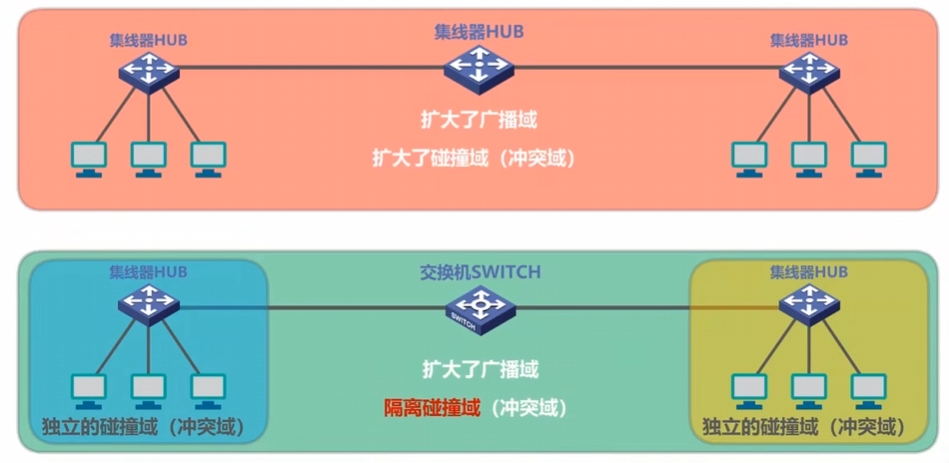 集线器HUB
集线器HUB
集线器HUB
扩大了广播域
扩大了碰撞域（冲突域）
集线器HUB
交换机SWITCH
集线器HUB
SWITCH
扩大了广播域
隔离碰撞域（冲突域）
独立的碰撞域（冲突域）
独立的碰撞域（冲突域）